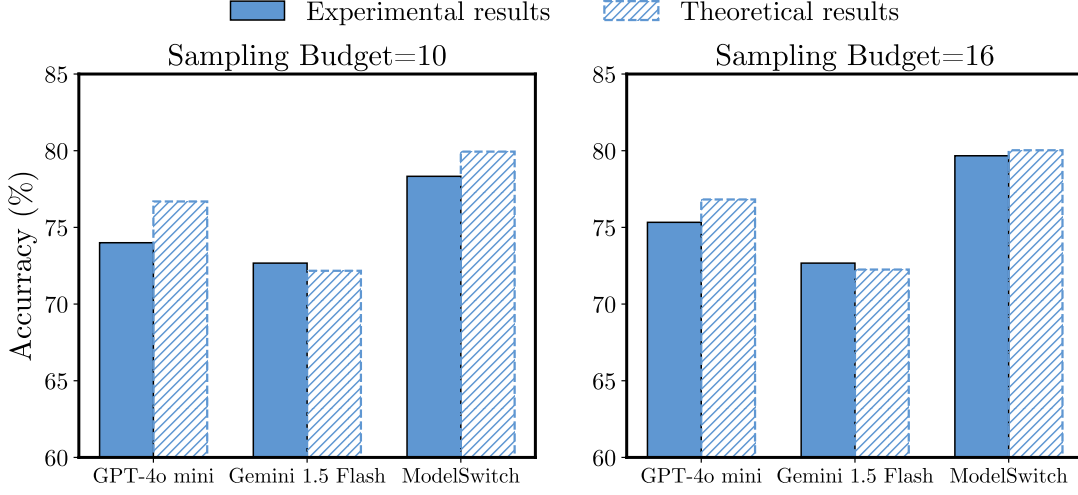 Experimental results Theoretical results
Sampling Budget=10
Accurracy (%)
85
80
75
70
65
60
GPT-4o mini Gemini 1.5 Flash ModelSwitch
Sampling Budget=16
85
80
75
70
65
60
GPT-4o mini Gemini 1.5 Flash ModelSwitch